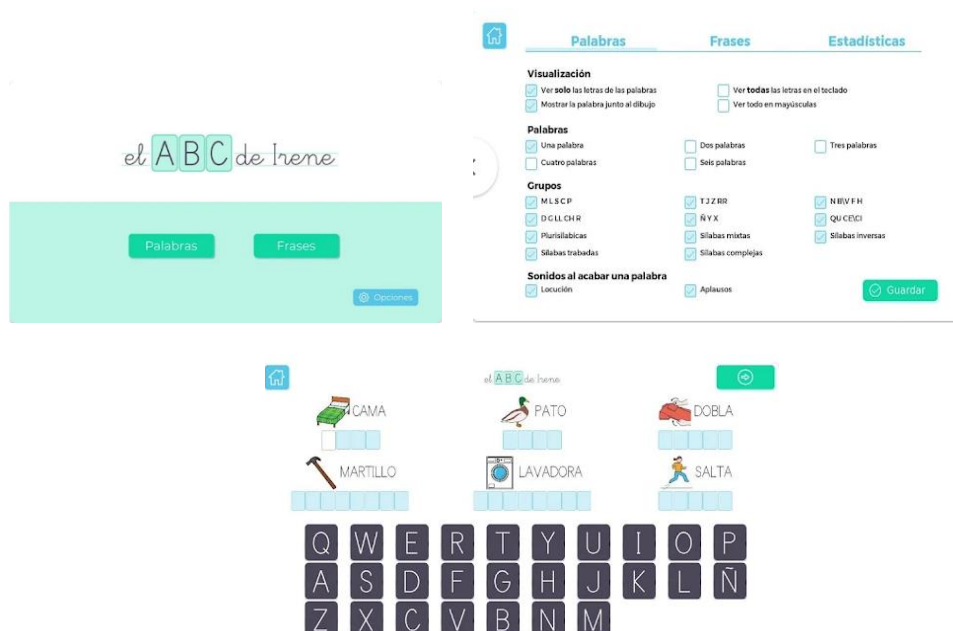 el ABC de Irene
Palabras Frases
Opciones
Palabras Frases Estadísticas
Visualización
Ver solo las letras de las palabras Ver todas las letras en el teclado
Mostrar la palabra junto al dibujo Ver todo en mayúsculas
Palabras
Una palabra Dos palabras Tres palabras
Cuatro palabras Seis palabras
Grupos
M L S C P T J Z RR N B\V F H
D G LL CH R Ñ Y X QU CE\CI
Plurisilabicas Sílabas mixtas Sílabas inversas
Sílabas trabadas Sílabas complejas
Sonidos al acabar una palabra
Locución Aplausos
Guardar
el ABC de Irene
CAMA PATO DOBLA
MARTILLO LAVADORA SALTA
Q W E R T Y U I O P
A S D F G H J K L Ñ
Z X C V B N M